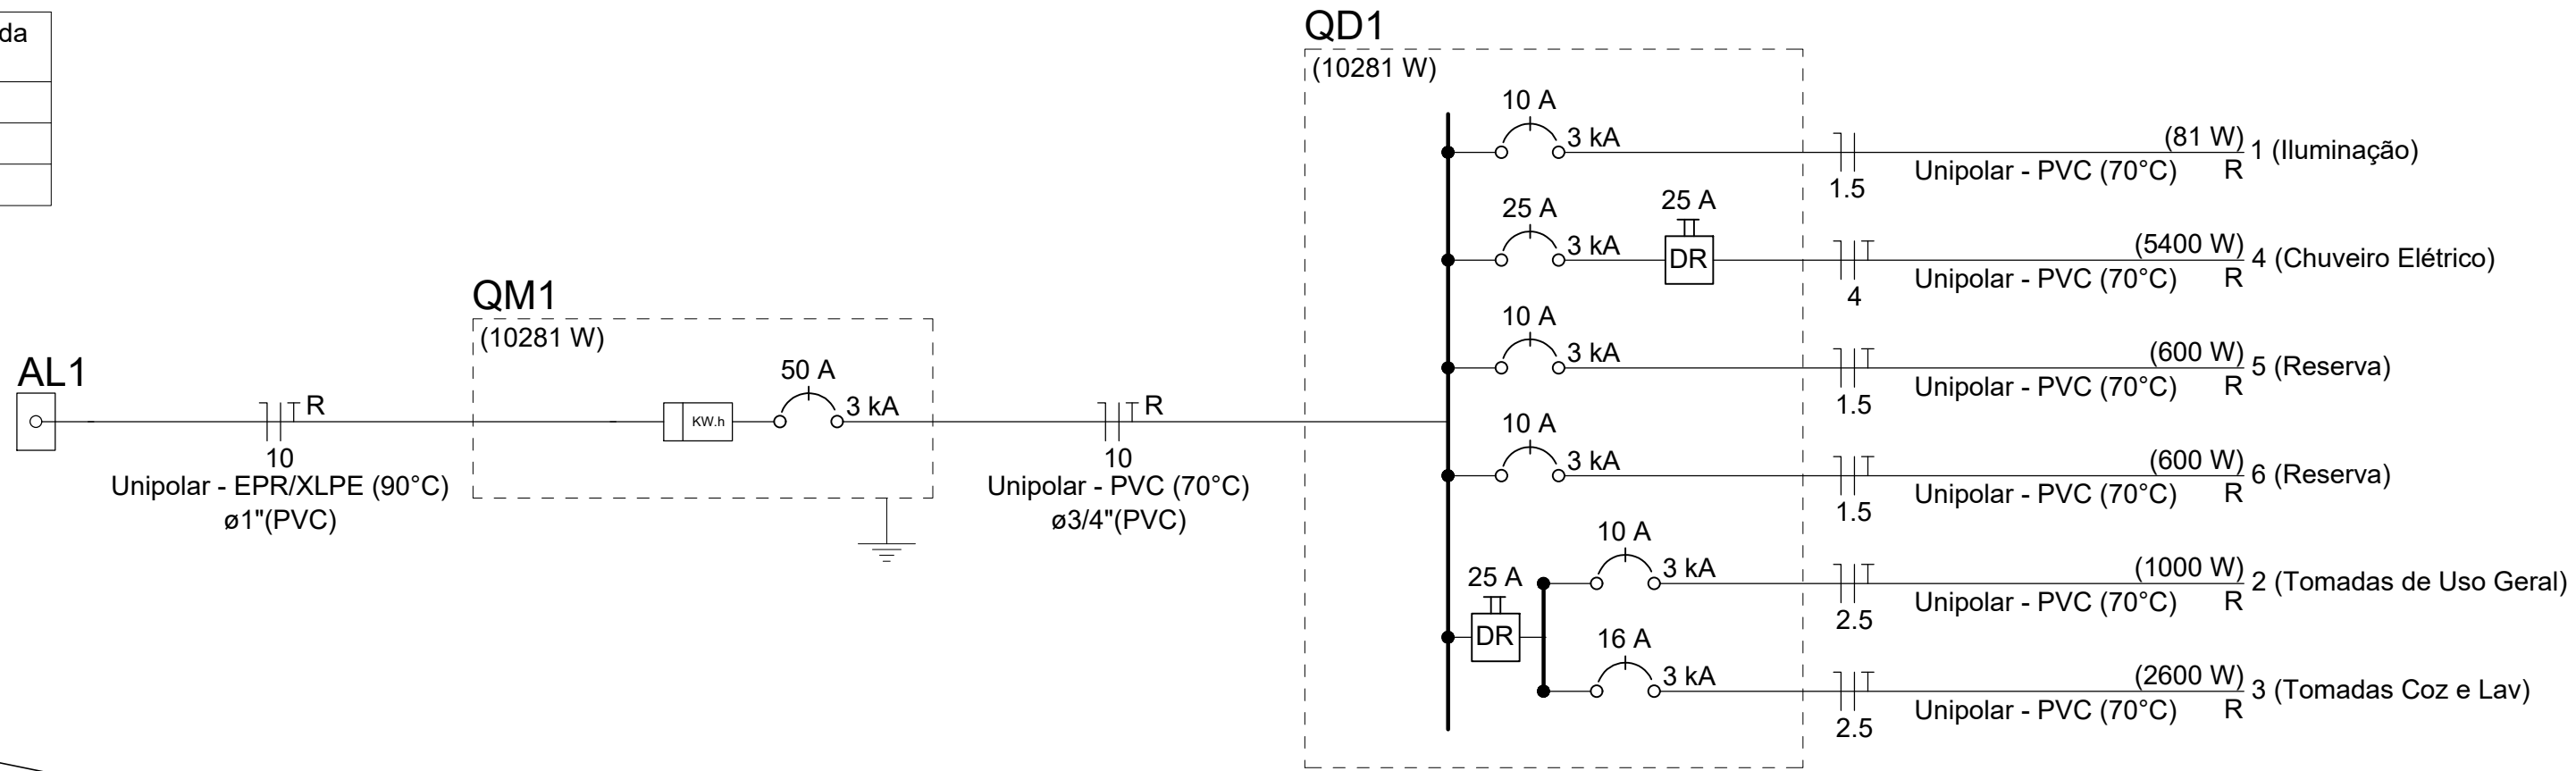 da
QD1
(10281 W)
10 A
3 kA
(81 W)
1 (Iluminação)
1.5
Unipolar - PVC (70°C)
R
25 A
3 kA
25 A
DR
(5400 W)
4 (Chuveiro Elétrico)
4
Unipolar - PVC (70°C)
R
10 A
3 kA
(600 W)
5 (Reserva)
1.5
Unipolar - PVC (70°C)
R
10 A
3 kA
(600 W)
6 (Reserva)
1.5
Unipolar - PVC (70°C)
R
25 A
DR
10 A
3 kA
(1000 W)
2 (Tomadas de Uso Geral)
2.5
Unipolar - PVC (70°C)
R
16 A
3 kA
(2600 W)
3 (Tomadas Coz e Lav)
2.5
Unipolar - PVC (70°C)
R
QM1
(10281 W)
KW.h
50 A
3 kA
AL1
R
10
Unipolar - EPR/XLPE (90°C)
ø1"(PVC)
R
10
Unipolar - PVC (70°C)
ø3/4"(PVC)